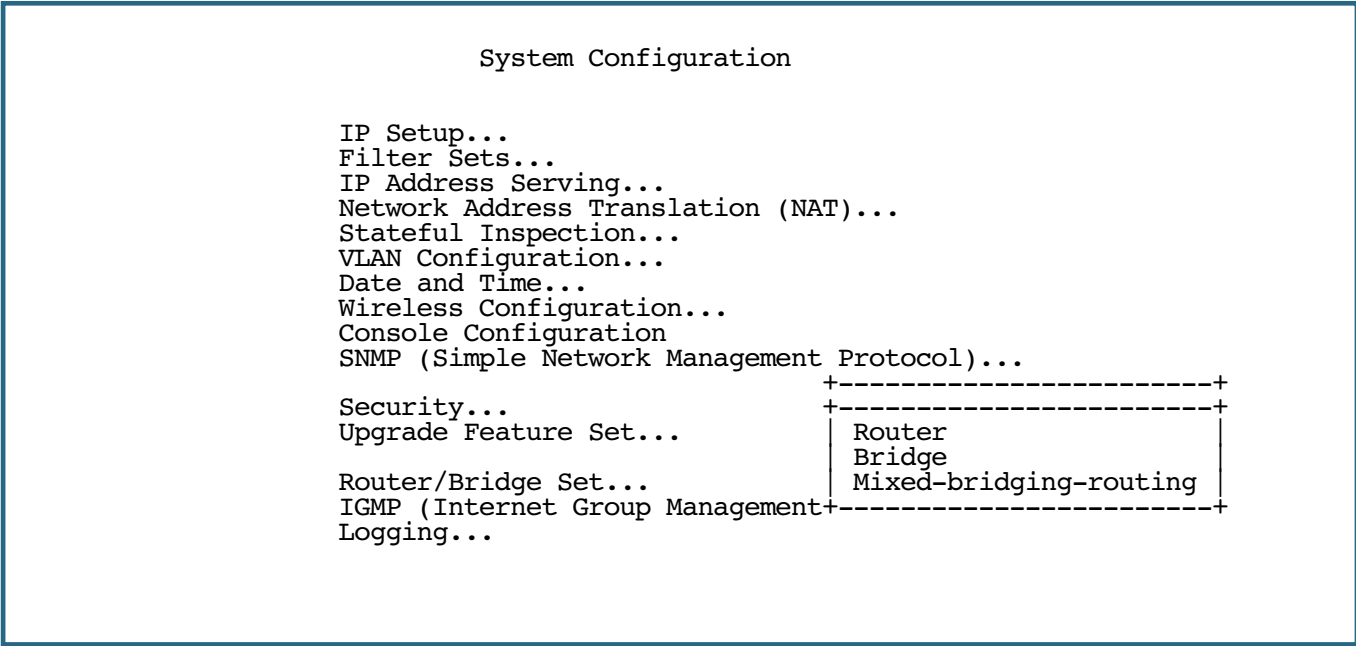 System Configuration
IP Setup...
Filter Sets...
IP Address Serving...
Network Address Translation (NAT)...
Stateful Inspection...
VLAN Configuration...
Date and Time...
Wireless Configuration...
Console Configuration
SNMP (Simple Network Management Protocol)...
+------------------------+
Security... +------------------------+
Upgrade Feature Set... | Router |
| Bridge |
Router/Bridge Set... | Mixed-bridging-routing |
IGMP (Internet Group Management+------------------------+
Logging...